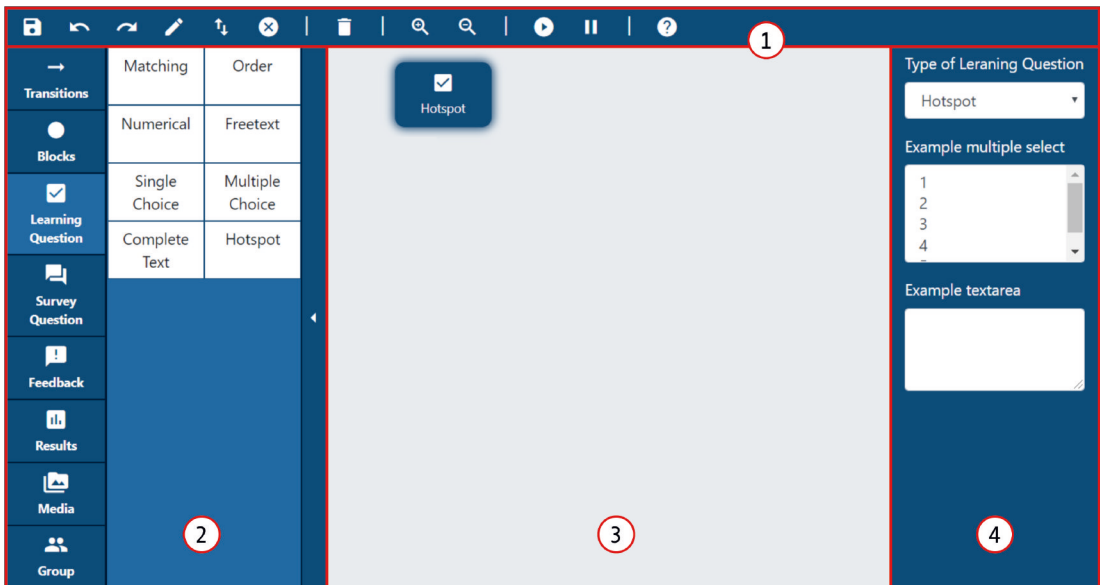 1
Transitions
Blocks
Learning
Question
Survey
Question
Feedback
Results
Media
Group
Matching
Order
Numerical
Freetext
Single
Choice
Multiple
Choice
Complete
Text
Hotspot
2
Hotspot
3
Type of Leraning Question
Hotspot
Example multiple select
1
2
3
4
Example textarea
4